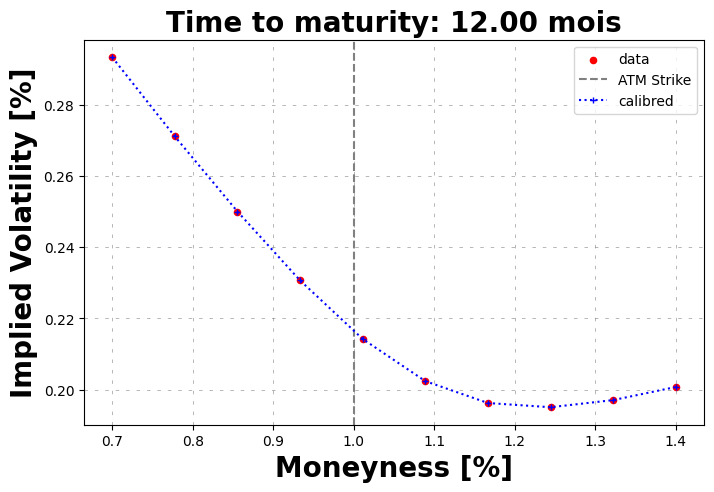 Time to maturity: 12.00 mois
data
ATM Strike
calibred
Implied Volatility [%]
0.28
0.26
0.24
0.22
0.20
0.7 0.8 0.9 1.0 1.1 1.2 1.3 1.4
Moneyness [%]